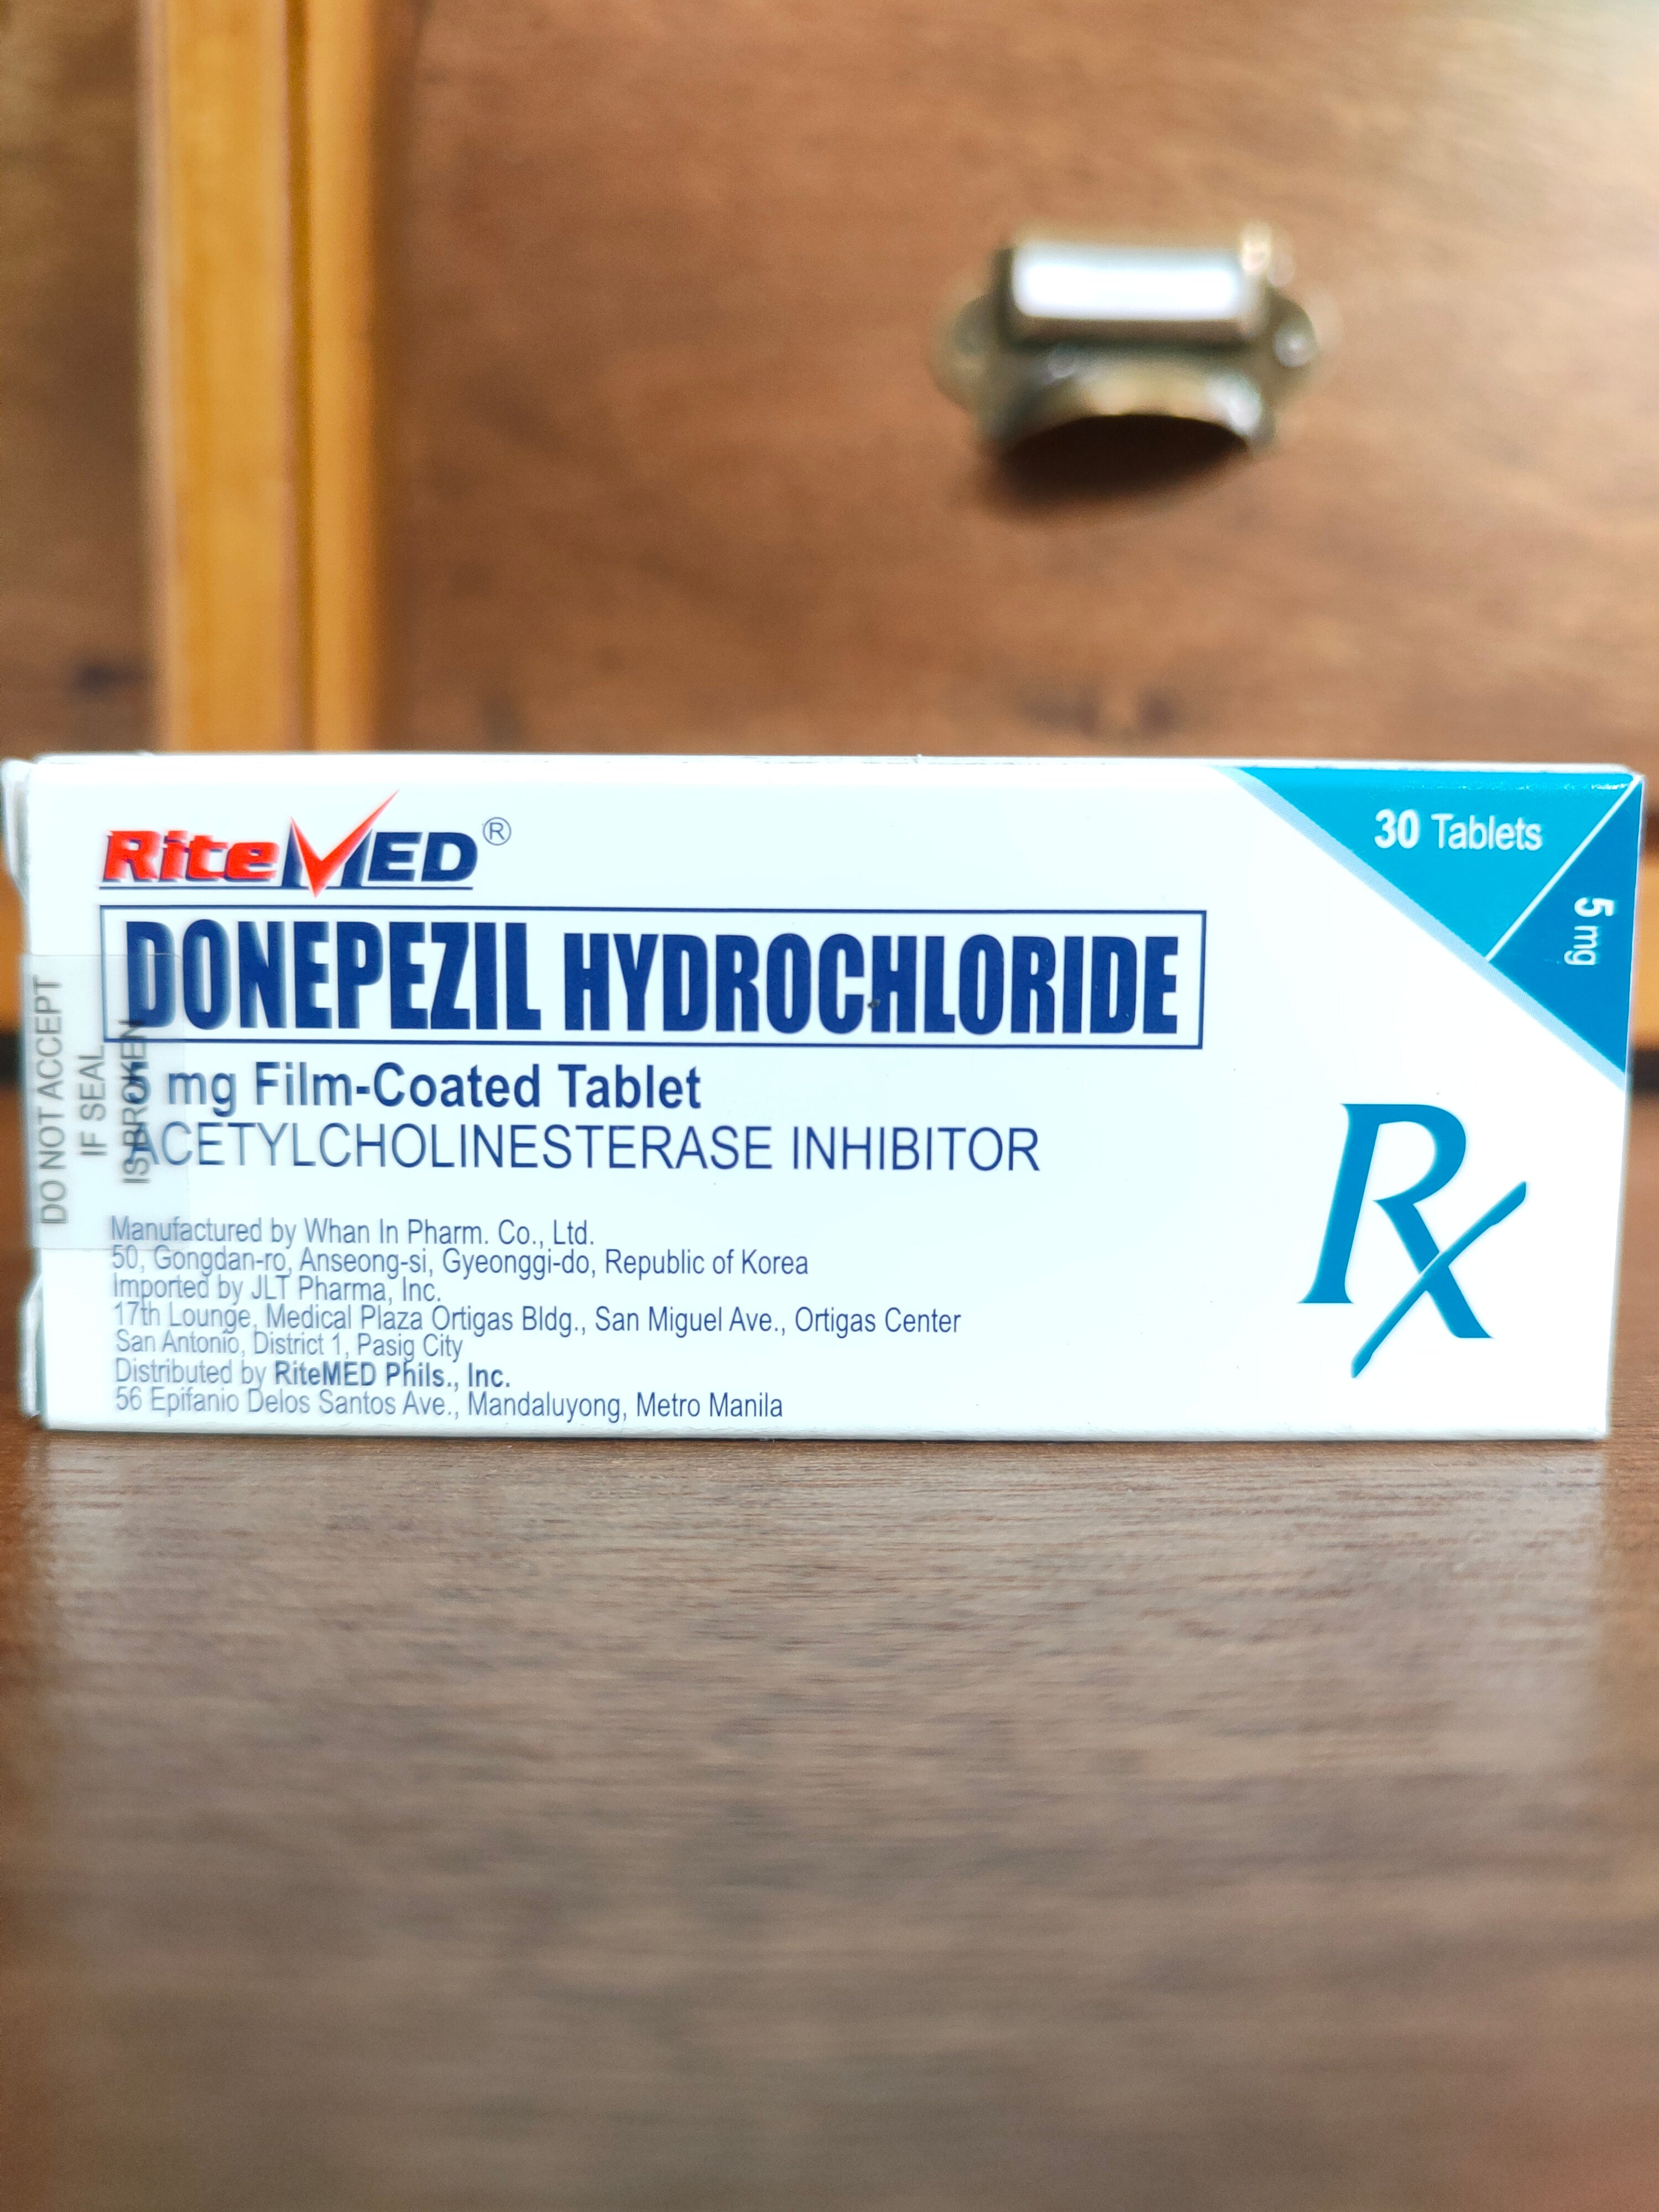 RiteMED®
30 Tablets
5 mg
DONEPEZIL HYDROCHLORIDE
5 mg Film-Coated Tablet
ACETYLCHOLINESTERASE INHIBITOR
DO NOT ACCEPT
IF SEAL
IS BROKEN
Rx
Manufactured by Whan In Pharm. Co., Ltd.
50, Gongdan-ro, Anseong-si, Gyeonggi-do, Republic of Korea
Imported by JLT Pharma, Inc.
17th Lounge, Medical Plaza Ortigas Bldg., San Miguel Ave., Ortigas Center
San Antonio, District 1, Pasig City
Distributed by RiteMED Phils., Inc.
56 Epifanio Delos Santos Ave., Mandaluyong, Metro Manila